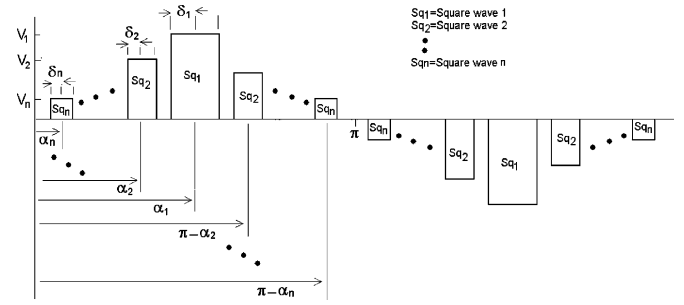 δ₁
Sq₁=Square wave 1
Sq₂=Square wave 2
Sqₙ=Square wave n
V₁
δ₂
V₂
δₙ
Vₙ
Sqₙ
Sq₂
Sq₁
Sq₂
Sqₙ
π
Sqₙ
Sq₂
Sq₁
Sq₂
Sqₙ
αₙ
α₂
α₁
π−α₂
π−αₙ